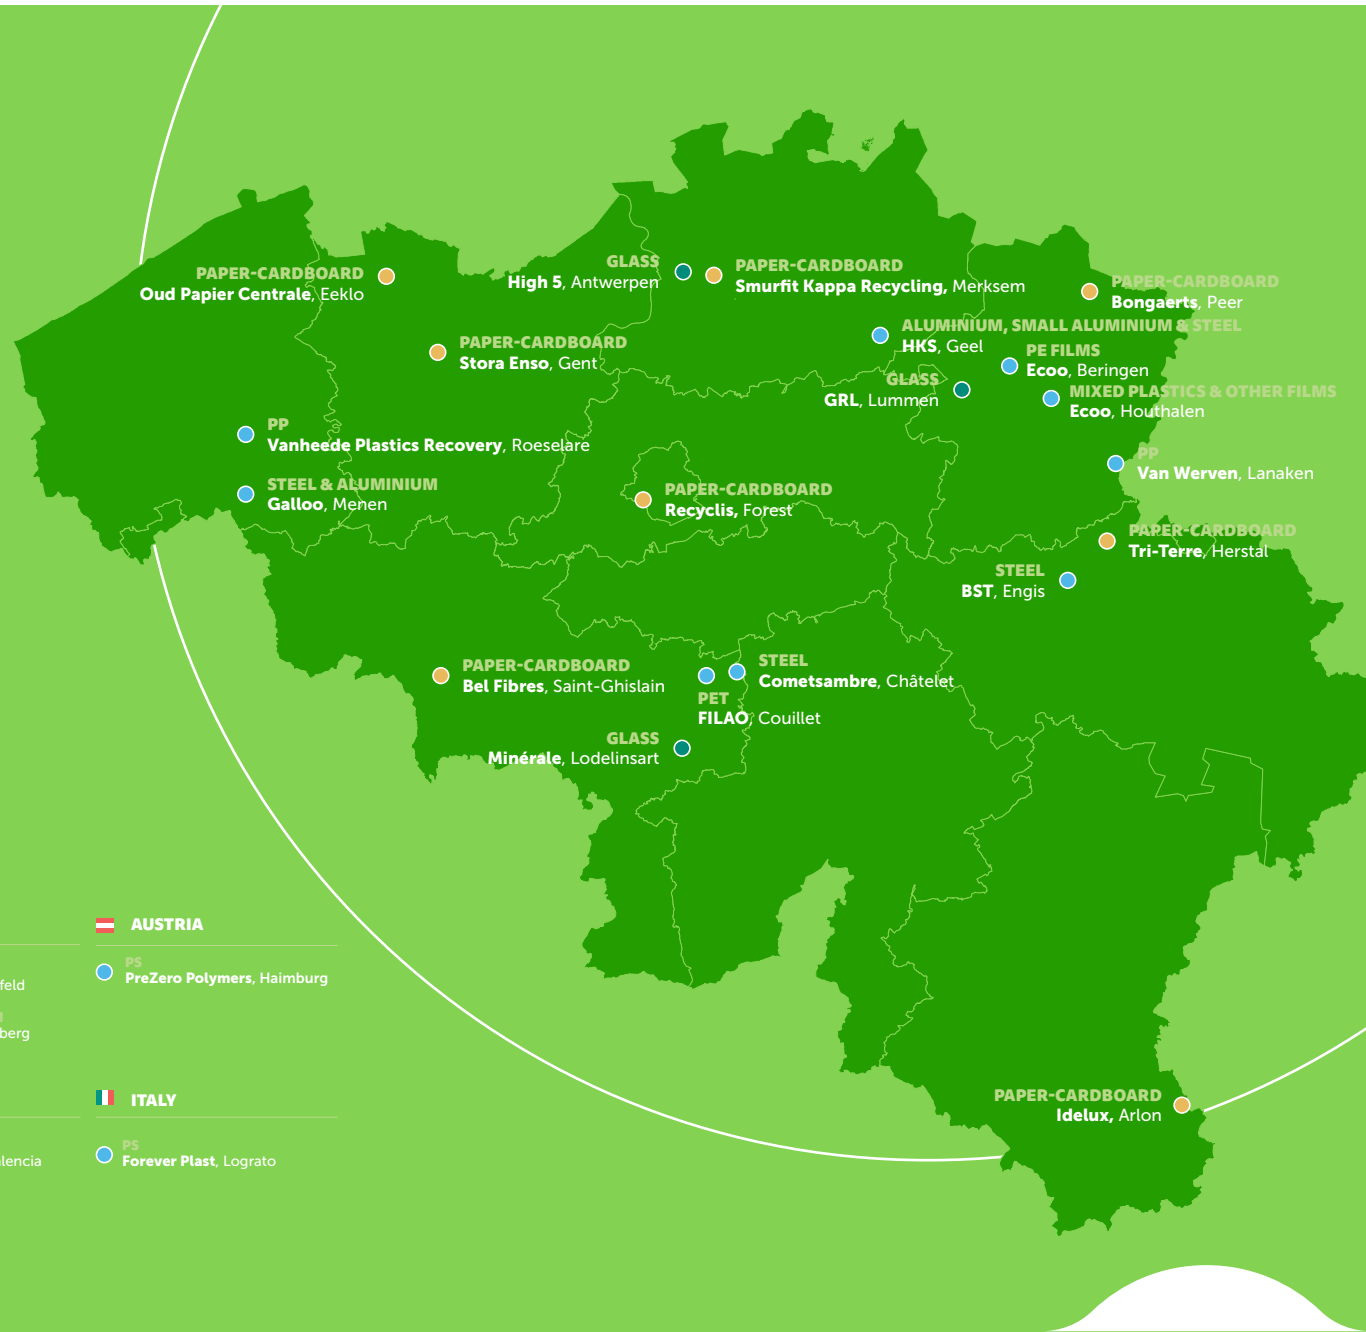 PAPER-CARDBOARD
Oud Papier Centrale, Eeklo
GLASS
High 5, Antwerpen
PAPER-CARDBOARD
Smurfit Kappa Recycling, Merksem
PAPER-CARDBOARD
Bongaerts, Peer
ALUMINIUM, SMALL ALUMINIUM & STEEL
HKS, Geel
PAPER-CARDBOARD
Stora Enso, Gent
PE FILMS
Ecoo, Beringen
GLASS
GRL, Lummen
MIXED PLASTICS & OTHER FILMS
Ecoo, Houthalen
PP
Vanheede Plastics Recovery, Roeselare
PP
Van Werven, Lanaken
STEEL & ALUMINIUM
Galloo, Menen
PAPER-CARDBOARD
Recyclis, Forest
PAPER-CARDBOARD
Tri-Terre, Herstal
STEEL
BST, Engis
PAPER-CARDBOARD
Bel Fibres, Saint-Ghislain
STEEL
Cometsambre, Châtelet
PET
FILAO, Couillet
GLASS
Minérale, Lodelinsart
AUSTRIA
PS
PreZero Polymers, Haimburg
feld
berg
ITALY
PS
Forever Plast, Lograto
lencia
PAPER-CARDBOARD
Idelux, Arlon